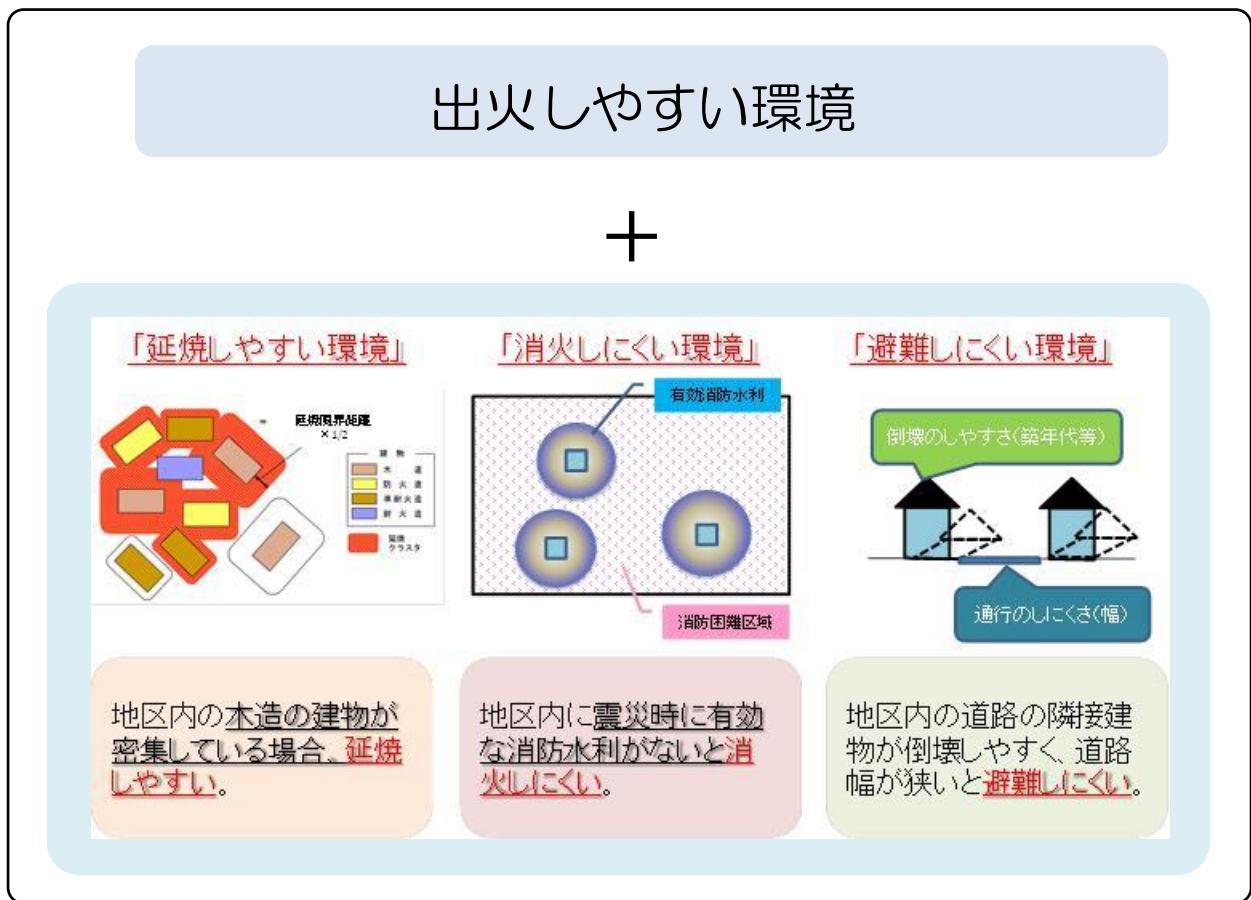 出火しやすい環境
＋
「延焼しやすい環境」
延焼限界距離
×1/2
建物
木造
防火造
準耐火造
耐火造
延焼
クラスタ
「消火しにくい環境」
有効消防水利
消防困難区域
「避難しにくい環境」
倒壊のしやすさ(築年代等)
通行のしにくさ(幅)
地区内の木造の建物が
密集している場合、延焼
しやすい。
地区内に震災時に有効
な消防水利がないと消
火しにくい。
地区内の道路の隣接建
物が倒壊しやすく、道路
幅が狭いと避難しにくい。